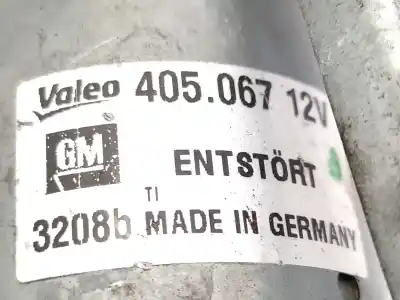 Valeo 405.067 12V
GM
ENTSTÖRT
TI
3208b MADE IN GERMANY